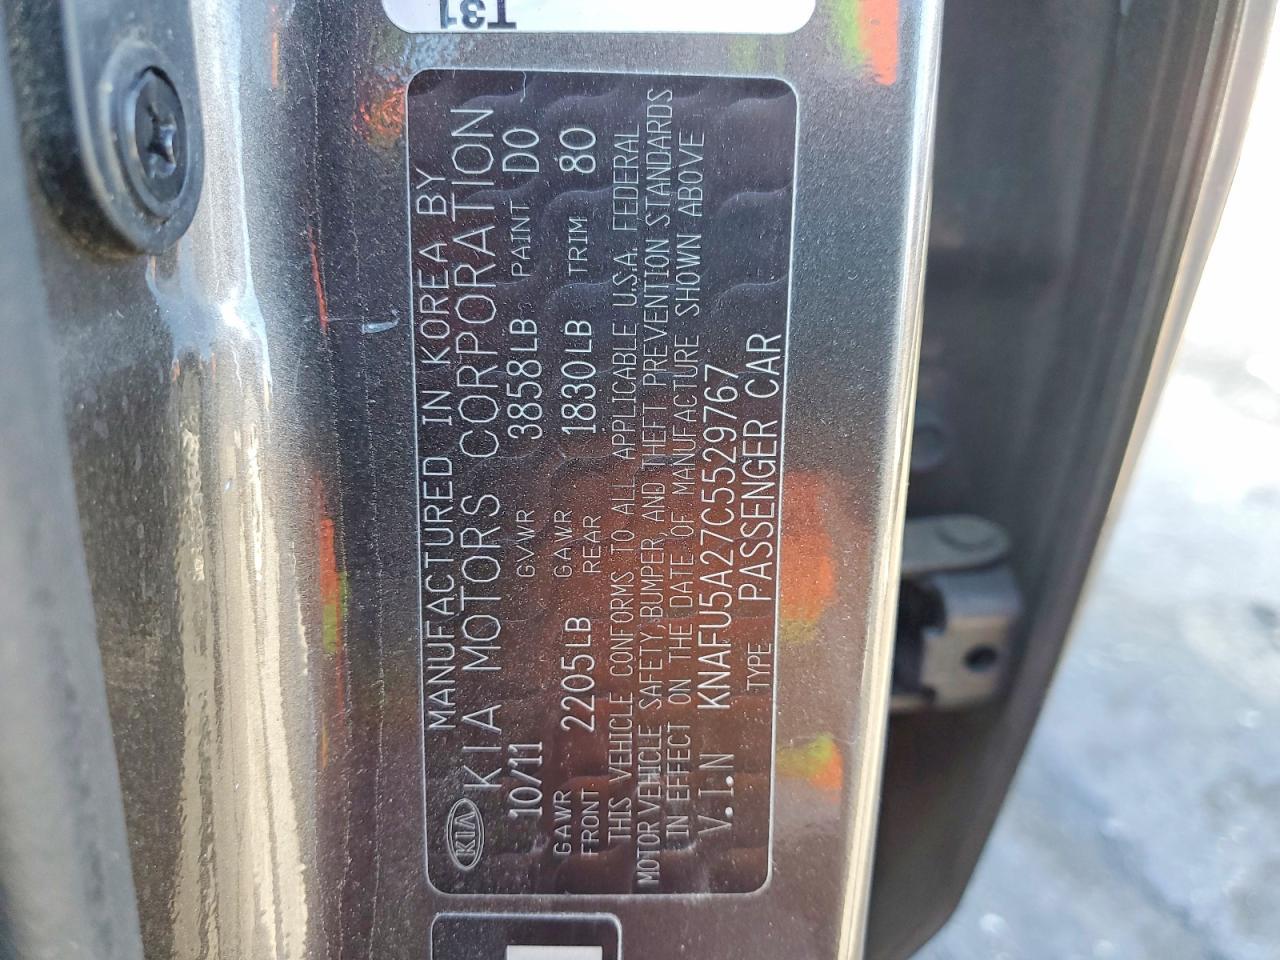 T31
MANUFACTURED IN KOREA BY
KIA KIA MOTORS CORPORATION
10/11 GVWR 3858LB PAINT D0
GAWR FRONT 2205LB GAWR REAR 1830LB TRIM 80
THIS VEHICLE CONFORMS TO ALL APPLICABLE U.S.A. FEDERAL
MOTOR VEHICLE SAFETY, BUMPER, AND THEFT PREVENTION STANDARDS
IN EFFECT ON THE DATE OF MANUFACTURE SHOWN ABOVE
V.I.N KNAFU5A27C5529767
TYPE PASSENGER CAR